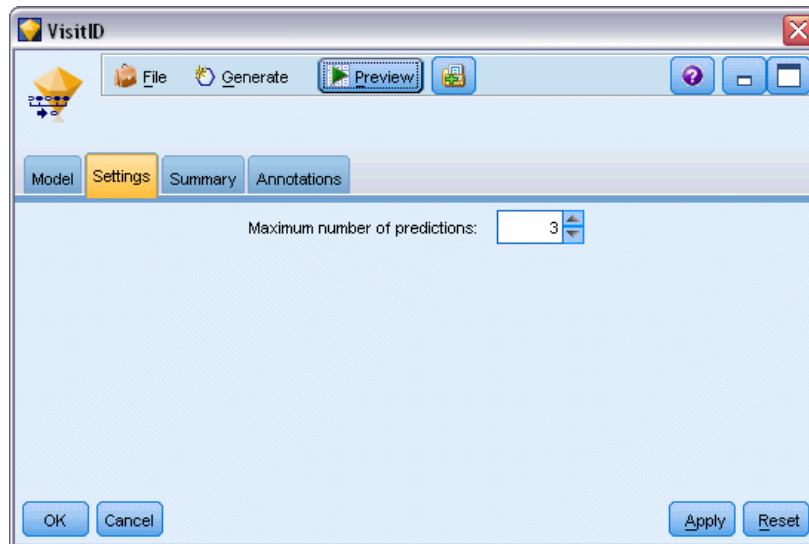 VisitID
File Generate Preview
Model Settings Summary Annotations
Maximum number of predictions: 3
OK Cancel Apply Reset